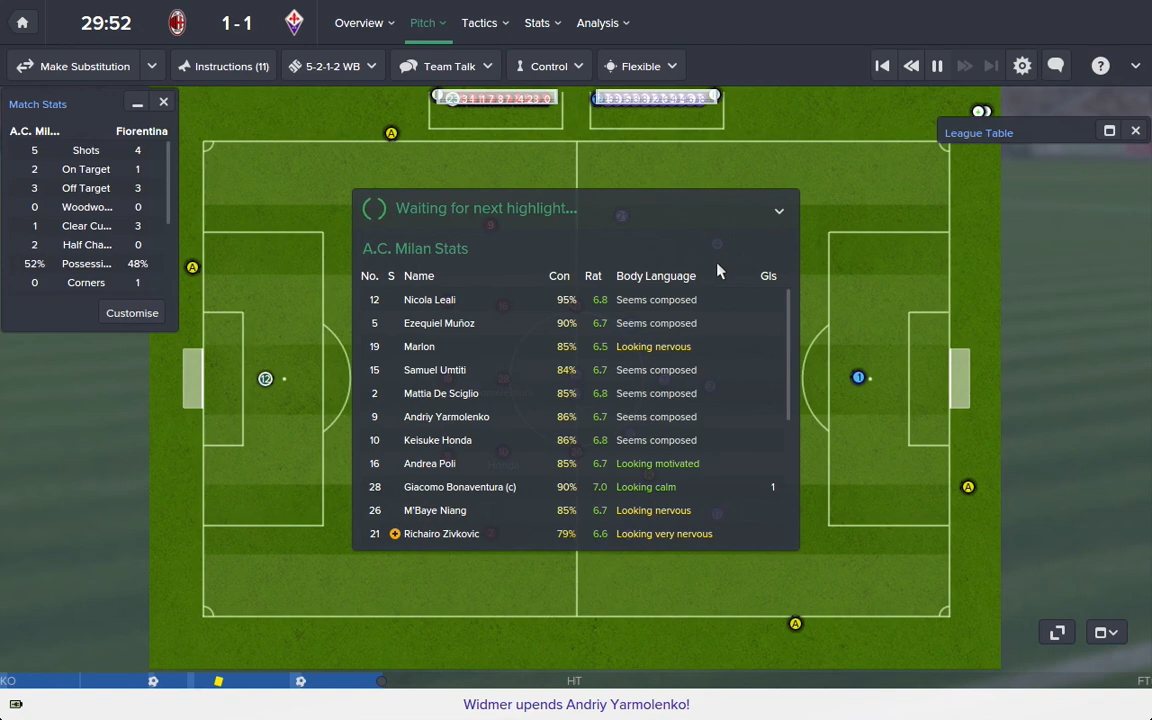 29:52 1-1 Overview Pitch Tactics Stats Analysis
Make Substitution Instructions (11) 5-2-1-2 WB Team Talk Control Flexible ?
Match Stats
A.C. Mil... Fiorentina
5 Shots 4
2 On Target 1
3 Off Target 3
0 Woodwo... 0
1 Clear Cu... 3
2 Half Cha... 0
52% Possessi... 48%
0 Corners 1
Customise
League Table
A
A
A
A
12
1
Waiting for next highlight...
A.C. Milan Stats
No. S Name Con Rat Body Language Gls
12 Nicola Leali 95% 6.8 Seems composed
5 Ezequiel Muñoz 90% 6.7 Seems composed
19 Marlon 85% 6.5 Looking nervous
15 Samuel Umtiti 84% 6.7 Seems composed
2 Mattia De Sciglio 85% 6.8 Seems composed
9 Andriy Yarmolenko 86% 6.7 Seems composed
10 Keisuke Honda 86% 6.8 Seems composed
16 Andrea Poli 85% 6.7 Looking motivated
28 Giacomo Bonaventura (c) 90% 7.0 Looking calm 1
26 M'Baye Niang 85% 6.7 Looking nervous
21 Richairo Zivkovic 79% 6.6 Looking very nervous
KO HT FT
Widmer upends Andriy Yarmolenko!